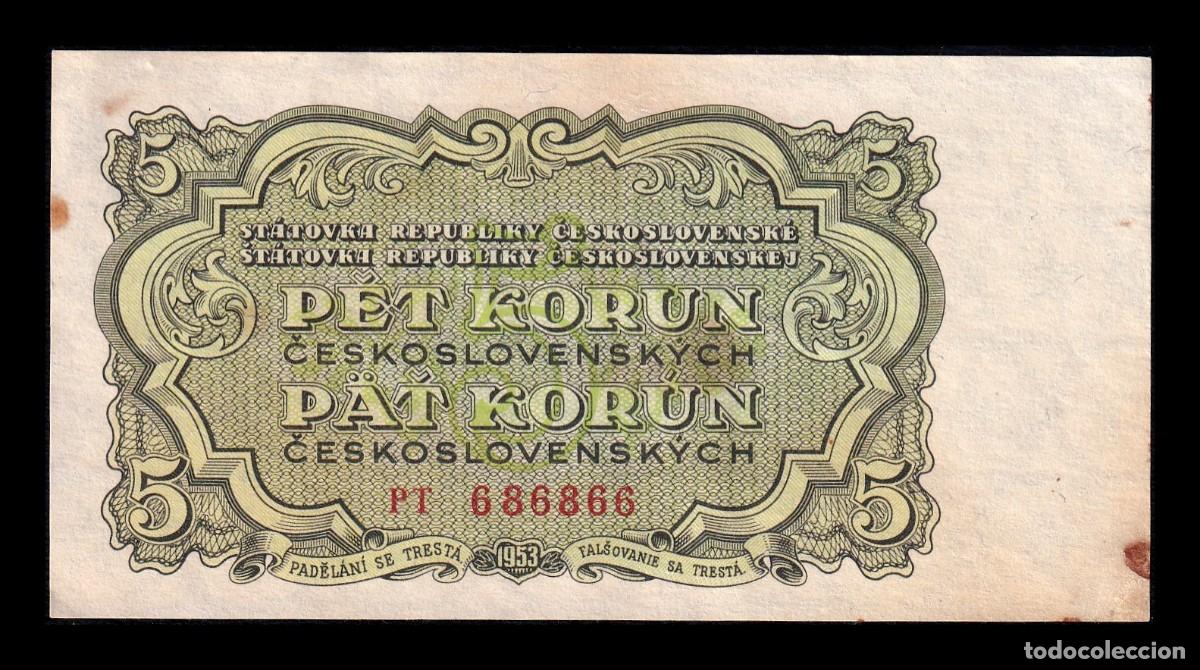 5 5
STÁTOVKA REPUBLIKY ČESKOSLOVENSKÉ
ŠTÁTOVKA REPUBLIKY ČESKOSLOVENSKEJ
PĚT KORUN
ČESKOSLOVENSKÝCH
PÄŤ KORÚN
ČESKOSLOVENSKÝCH
5 5
PT 686866
PADĚLÁNÍ SE TRESTÁ. 1953 FALŠOVANIE SA TRESTÁ.
todocoleccion